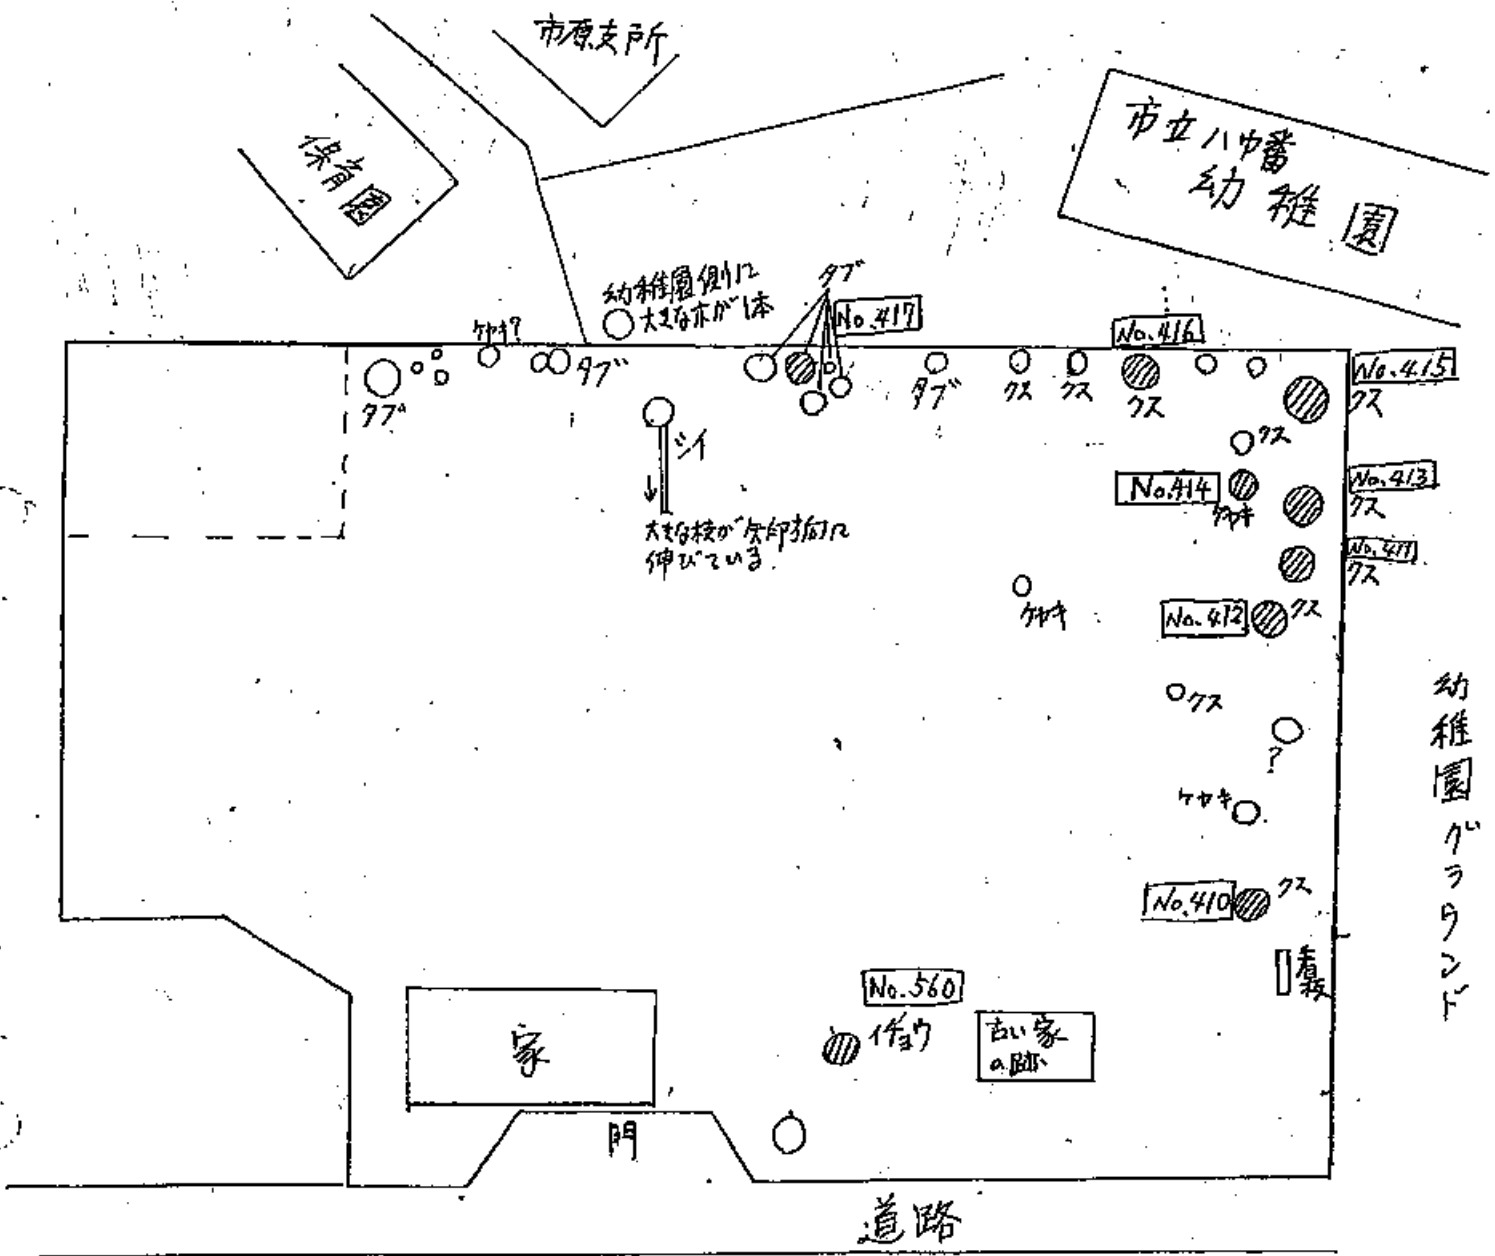 市原支所
保育園
市立八巾番
幼稚園
幼稚園側に
大きな木が1本
タブ
No.417
No.416
ケヤキ?
タブ
タブ
タブ
クス
クス
クス
No.415
クス
シイ
クス
No.414
ケヤキ
No.413
クス
大きな枝が矢印方向に
伸びている.
No.411
クス
ケヤキ
No.412
クス
クス
?
ケヤキ
幼稚園グラウンド
No.410
クス
看板
No.560
イチョウ
古い家
の跡
家
門
道路